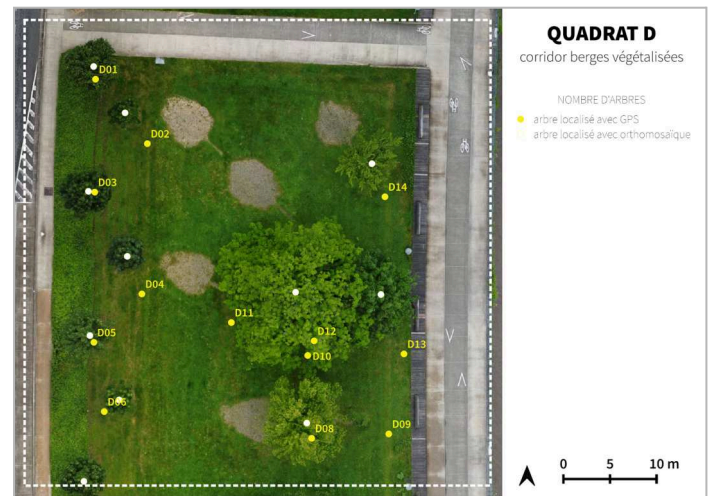 QUADRAT D
corridor berges végétalisées
NOMBRE D'ARBRES
arbre localisé avec GPS
arbre localisé avec orthomosaïque
D01
D02
D03
D14
D04
D11
D05
D12
D10
D13
D06
D08
D09
0 5 10 m